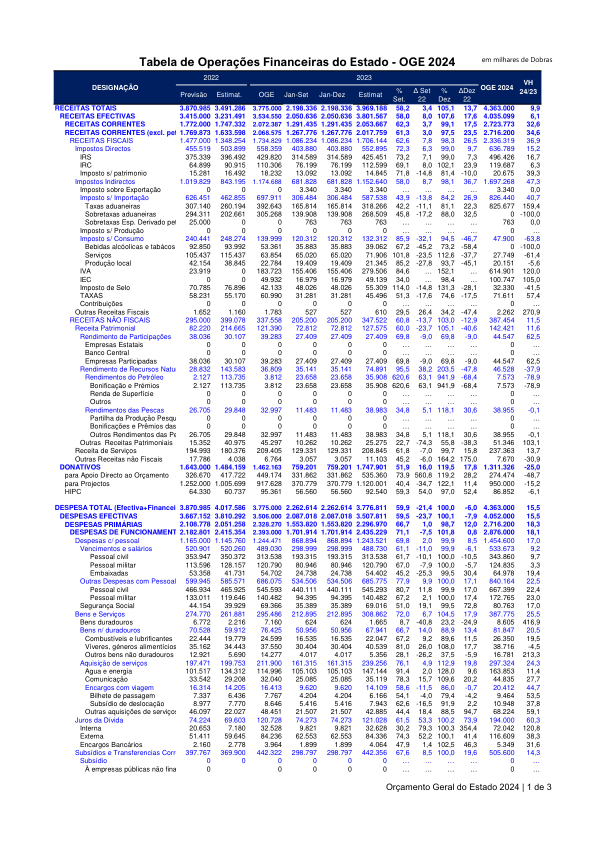 Tabela de Operações Financeiras do Estado - OGE 2024 em milhares de Dobras
DESIGNAÇÃO 2022 2023 OGE 2024 VH 24/23
Previsão Estimat. OGE Jan-Set Jan-Dez Estimat % Set. Δ Set 22 % Dez ΔDez 22
RECEITAS TOTAIS 3.870.985 3.491.286 3.775.000 2.198.336 2.198.336 3.969.188 58,2 3,4 105,1 13,7 4.363.000 9,9
RECEITAS EFECTIVAS 3.415.000 3.231.491 3.534.550 2.050.636 2.050.636 3.801.567 58,0 8,0 107,6 17,6 4.035.099 6,1
RECEITAS CORRENTES 1.772.000 1.747.332 2.072.387 1.291.435 1.291.435 2.053.667 62,3 3,7 99,1 17,5 2.723.773 32,6
RECEITAS CORRENTES (excl. pet 1.769.873 1.633.598 2.068.575 1.267.776 1.267.776 2.017.759 61,3 3,0 97,5 23,5 2.716.200 34,6
RECEITAS FISCAIS 1.477.000 1.348.254 1.734.829 1.086.234 1.086.234 1.706.144 62,6 7,8 98,3 26,5 2.336.319 36,9
Impostos Directos 455.519 503.899 558.459 403.880 403.880 552.895 72,3 6,3 99,0 9,7 636.789 15,2
IRS 375.339 396.492 429.820 314.589 314.589 425.451 73,2 7,1 99,0 7,3 496.426 16,7
IRC 64.899 90.915 110.306 76.199 76.199 112.599 69,1 8,0 102,1 23,9 119.687 6,3
Imposto s/ patrimonio 15.281 16.492 18.232 13.092 13.092 14.845 71,8 -14,8 81,4 -10,0 20.675 39,3
Impostos Indirectos 1.019.829 843.195 1.174.688 681.828 681.828 1.152.640 58,0 8,7 98,1 36,7 1.697.268 47,3
Imposto sobre Exportação 0 0 3.340 3.340 ... ... ... ... 3.340 0,0
Imposto s/ Importação 626.451 462.855 697.911 304.486 304.484 587.538 43,9 -13,8 84,2 26,9 826.440 40,7
Taxas aduaneiras 307.140 260.194 392.643 165.814 165.814 318.266 42,2 -11,1 81,1 22,3 825.677 159,4
Sobretaxas aduaneiras 294.311 202.661 305.268 139.908 139.908 268.509 45,8 -17,2 88,0 32,5 0 -100,0
Sobretaxas Esp. Derivado pet 25.000 0 0 763 763 ... ... ... ... 763 0,0
Imposto s/ Produção 0 0 0 0 ... ... ... ... 0 ...
Imposto s/ Consumo 240.441 248.274 139.999 120.312 120.312 132.312 85,9 -32,1 94,5 -46,7 47.900 -63,8
Bebidas alcoólicas e tabacos 92.850 93.992 53.361 35.883 35.883 39.062 67,2 -45,2 73,2 -58,4 0 -100,0
Serviços 105.437 115.437 63.854 65.020 65.020 71.906 101,8 -23,5 112,6 -37,7 27.749 -61,4
Produção local 42.154 38.845 22.784 19.409 19.409 21.345 85,2 -27,8 93,7 -45,1 20.151 -5,6
IVA 23.919 0 183.723 155.406 155.406 279.506 84,6 ... 152,1 ... 614.901 120,0
IEC 0 0 49.932 16.979 16.979 49.139 34,0 ... 98,4 ... 100.747 105,0
Imposto de Selo 70.785 76.896 42.133 48.026 48.026 55.309 114,0 -14,8 131,3 -28,1 32.330 -41,5
TAXAS 58.231 55.170 60.990 31.281 31.281 45.496 51,3 -17,6 74,6 -17,5 71.611 57,4
Contribuições 0 0 0 0 0 0 ... ... ... ... 0 ...
Outras Receitas Fiscais 1.652 1.160 1.783 527 527 610 29,5 26,4 34,2 -47,4 2.262 270,9
RECEITAS NÃO FISCAIS 295.000 399.078 337.558 205.200 205.200 347.522 60,8 -13,7 103,0 -12,9 387.454 11,5
Receita Patrimonial 82.220 214.665 121.379 72.812 72.812 127.575 60,0 -23,7 105,1 -40,6 142.421 11,6
Rendimento de Participações 38.036 30.107 39.283 27.409 27.409 27.409 69,8 -9,0 69,8 -9,0 44.547 62,5
Empresas Estatais 0 0 0 0 0 0 ... ... ... ... 0 ...
Banco Central 0 0 0 0 0 0 ... ... ... ... 0 ...
Empresas Participadas 38.036 30.107 39.283 27.409 27.409 27.409 69,8 -9,0 69,8 -9,0 44.547 62,5
Rendimento de Recursos Natu 28.832 143.583 36.809 35.141 35.141 74.891 95,5 38,2 203,5 -47,8 46.528 -37,9
Rendimentos do Petróleo 2.127 113.735 3.812 23.658 23.658 35.908 620,6 63,1 941,9 -68,4 7.573 -78,9
Bonificação e Prémios 2.127 113.735 3.812 23.658 23.658 35.908 620,6 63,1 941,9 -68,4 7.573 -78,9
Renda de Superfície 0 0 0 0 0 0 ... ... ... ... 0 ...
Outros 0 0 0 0 0 0 ... ... ... ... 0 ...
Rendimentos das Pescas 26.705 29.848 32.997 11.483 11.483 38.983 34,8 5,1 118,1 30,6 38.955 -0,1
Partilha da Produção Pesqu 0 0 0 0 0 0 ... ... ... ... 0 ...
Bonificações e Prémios das 0 0 0 0 0 0 ... ... ... ... 0 ...
Outros Rendimentos das Pe 26.705 29.848 32.997 11.483 11.483 38.983 34,8 5,1 118,1 30,6 38.955 -0,1
Outras Receitas Patrimoniais 15.352 40.975 45.297 10.262 10.262 25.275 22,7 -74,3 55,8 -38,3 51.346 103,1
Receita de Serviços 194.993 180.376 209.805 129.331 129.331 208.845 61,8 -7,0 99,7 15,8 237.363 13,7
Outras Receitas não Fiscais 17.786 4.038 6.764 3.057 3.057 11.103 45,2 -6,0 164,2 175,0 7.670 -30,9
DONATIVOS 1.643.000 1.484.159 1.462.163 759.201 759.201 1.747.901 51,9 16,0 119,5 17,8 1.311.326 -25,0
para Apoio Directo ao Orçamento 326.670 417.722 449.174 331.862 331.862 535.360 73,9 560,8 119,2 28,2 274.474 -48,7
para Projectos 1.252.000 1.005.699 917.628 370.779 370.779 1.120.000 40,4 -34,7 122,1 11,4 950.000 -15,2
HIPC 64.330 60.737 95.361 56.560 56.560 92.540 59,3 54,0 97,0 52,4 86.852 -6,1
DESPESA TOTAL (Efectiva+Financei 3.870.985 4.017.586 3.775.000 2.262.614 2.262.614 3.776.811 59,9 -21,4 100,0 -6,0 4.363.000 15,5
DESPESAS EFECTIVAS 3.667.152 3.810.292 3.506.000 2.087.018 2.087.018 3.507.811 59,5 -23,7 100,1 -7,9 4.052.000 15,5
DESPESAS PRIMÁRIAS 2.108.778 2.051.258 2.328.270 1.553.820 1.553.820 2.296.970 66,7 1,0 98,7 12,0 2.716.200 18,3
DESPESAS DE FUNCIONAMENT 2.182.801 2.415.354 2.393.000 1.701.914 1.701.914 2.435.229 71,1 -7,5 101,8 0,8 2.876.000 18,1
Despesas c/ pessoal 1.165.000 1.145.760 1.244.471 868.894 868.894 1.243.521 69,8 2,0 99,9 8,5 1.454.600 17,0
Vencimentos e salários 520.901 520.260 489.030 298.999 298.999 488.730 61,1 -11,0 99,9 -6,1 533.673 9,2
Pessoal civil 353.747 350.372 313.538 193.315 193.315 313.538 61,7 -10,1 100,0 -10,5 343.860 9,7
Pessoal militar 113.596 128.157 120.790 80.946 80.946 120.790 67,0 -7,9 100,0 -5,7 124.835 3,3
Embaixadas 53.358 41.731 54.702 24.738 24.738 54.402 45,2 -25,3 99,5 30,4 64.978 19,4
Outras Despesas com Pessoal 599.945 585.571 686.075 534.506 534.506 685.775 77,9 9,9 100,0 17,1 840.164 22,5
Pessoal civil 466.934 465.925 545.593 440.111 440.111 545.293 80,7 11,8 99,9 17,0 667.399 22,4
Pessoal militar 133.011 119.646 140.482 94.395 94.395 140.482 67,2 2,1 100,0 17,4 172.765 23,0
Segurança Social 44.154 39.929 69.366 35.389 35.389 69.016 51,0 19,1 99,5 72,8 80.763 17,0
Bens e Serviços 274.770 261.881 295.486 212.895 212.895 308.862 72,0 6,7 104,5 17,9 387.775 25,5
Bens duradouros 6.772 2.216 7.160 624 624 1.665 8,7 -40,8 23,2 -24,9 8.605 416,9
Bens n/ duradouros 70.528 59.912 76.425 50.956 50.956 67.941 66,7 14,0 88,9 13,4 81.847 20,5
Combustíveis e lubrificantes 22.444 19.779 24.599 16.535 16.535 22.047 67,2 9,2 89,6 11,5 26.350 19,5
Víveres, géneros alimentícios 35.162 34.443 37.550 30.404 30.404 40.539 81,0 26,0 108,0 17,7 38.716 -4,5
Outros bens não duradouros 12.921 5.690 14.277 4.017 4.017 5.356 28,1 -26,2 37,5 -5,9 16.781 213,3
Aquisição de serviços 197.471 199.753 211.900 161.315 161.315 239.256 76,1 4,9 112,9 19,8 297.324 24,3
Agua e energia 101.517 134.312 114.959 105.103 105.103 147.144 91,4 2,0 128,0 9,6 163.853 11,4
Comunicação 33.542 29.208 32.040 25.085 25.085 35.119 78,3 15,7 109,6 20,2 44.835 27,7
Encargos com viagem 16.314 14.205 16.413 9.620 9.620 14.109 58,6 -11,5 86,0 -0,7 20.412 44,7
Bilhete de passagem 7.337 6.436 7.767 4.204 4.204 6.166 54,1 -4,0 79,4 -4,2 9.464 53,5
Subsídio de deslocação 8.977 7.770 8.646 5.416 5.416 7.943 62,6 -16,5 91,9 2,2 10.948 37,8
Outras aquisições de serviço: 46.097 22.027 48.451 21.507 21.507 42.885 44,4 18,4 88,5 94,7 68.224 59,1
Juros da Dívida 74.224 69.603 120.728 74.273 74.273 121.028 61,5 53,3 100,2 73,9 194.000 60,3
Interna 20.653 7.180 32.528 9.821 9.821 32.628 30,2 79,3 100,3 354,4 72.042 120,8
Externa 51.411 59.645 84.236 62.553 62.553 84.336 74,3 52,2 100,1 41,4 116.609 38,3
Encargos Bancários 2.160 2.778 3.964 1.899 1.899 4.064 47,9 1,4 102,5 46,3 5.349 31,6
Subsídios e Transferencias Corr 397.767 369.900 442.322 298.797 298.797 442.356 67,6 8,5 100,0 19,6 505.600 14,3
Subsídio 0 0 0 0 0 0 ... ... ... ... 0 ...
À empresas públicas não fina 0 0 0 0 0 0 ... ... ... ... 0 ...
Orçamento Geral do Estado 2024 | 1 de 3